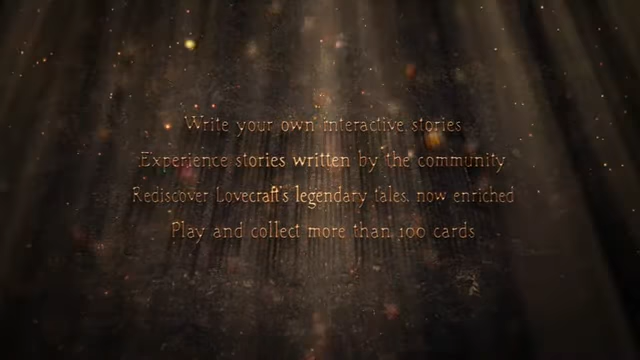 Write your own interactive stories
Experience stories written by the community
Rediscover Lovecraft's legendary tales, now enriched
Play and collect more than 100 cards